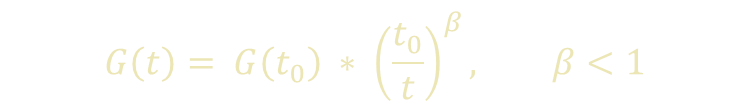 G(t) = G(t₀) * (t₀/t)^β , β < 1